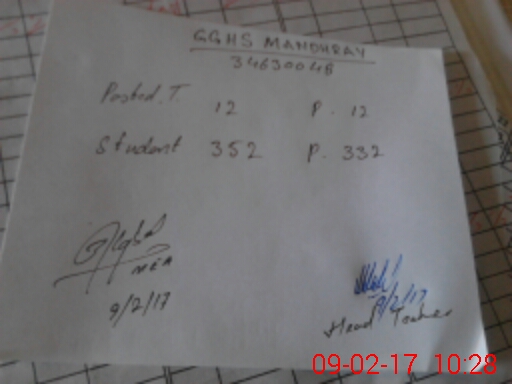 GGHS MANDHRAY
34630048
Posted. T. 12 P. 12
Student 352 P. 332
MEA
9/2/17
9/2/17
Head Teacher
09-02-17 10:28